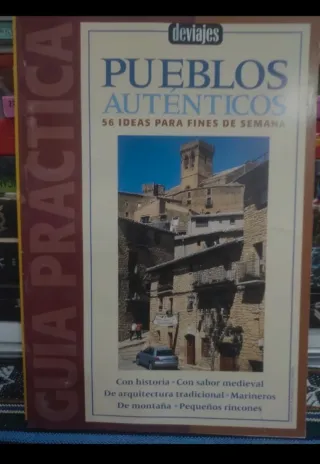 deviajes
PUEBLOS
AUTÉNTICOS
56 IDEAS PARA FINES DE SEMANA
GUIA PRÁCTICA
Con historia • Con sabor medieval
De arquitectura tradicional • Marineros
De montaña • Pequeños rincones